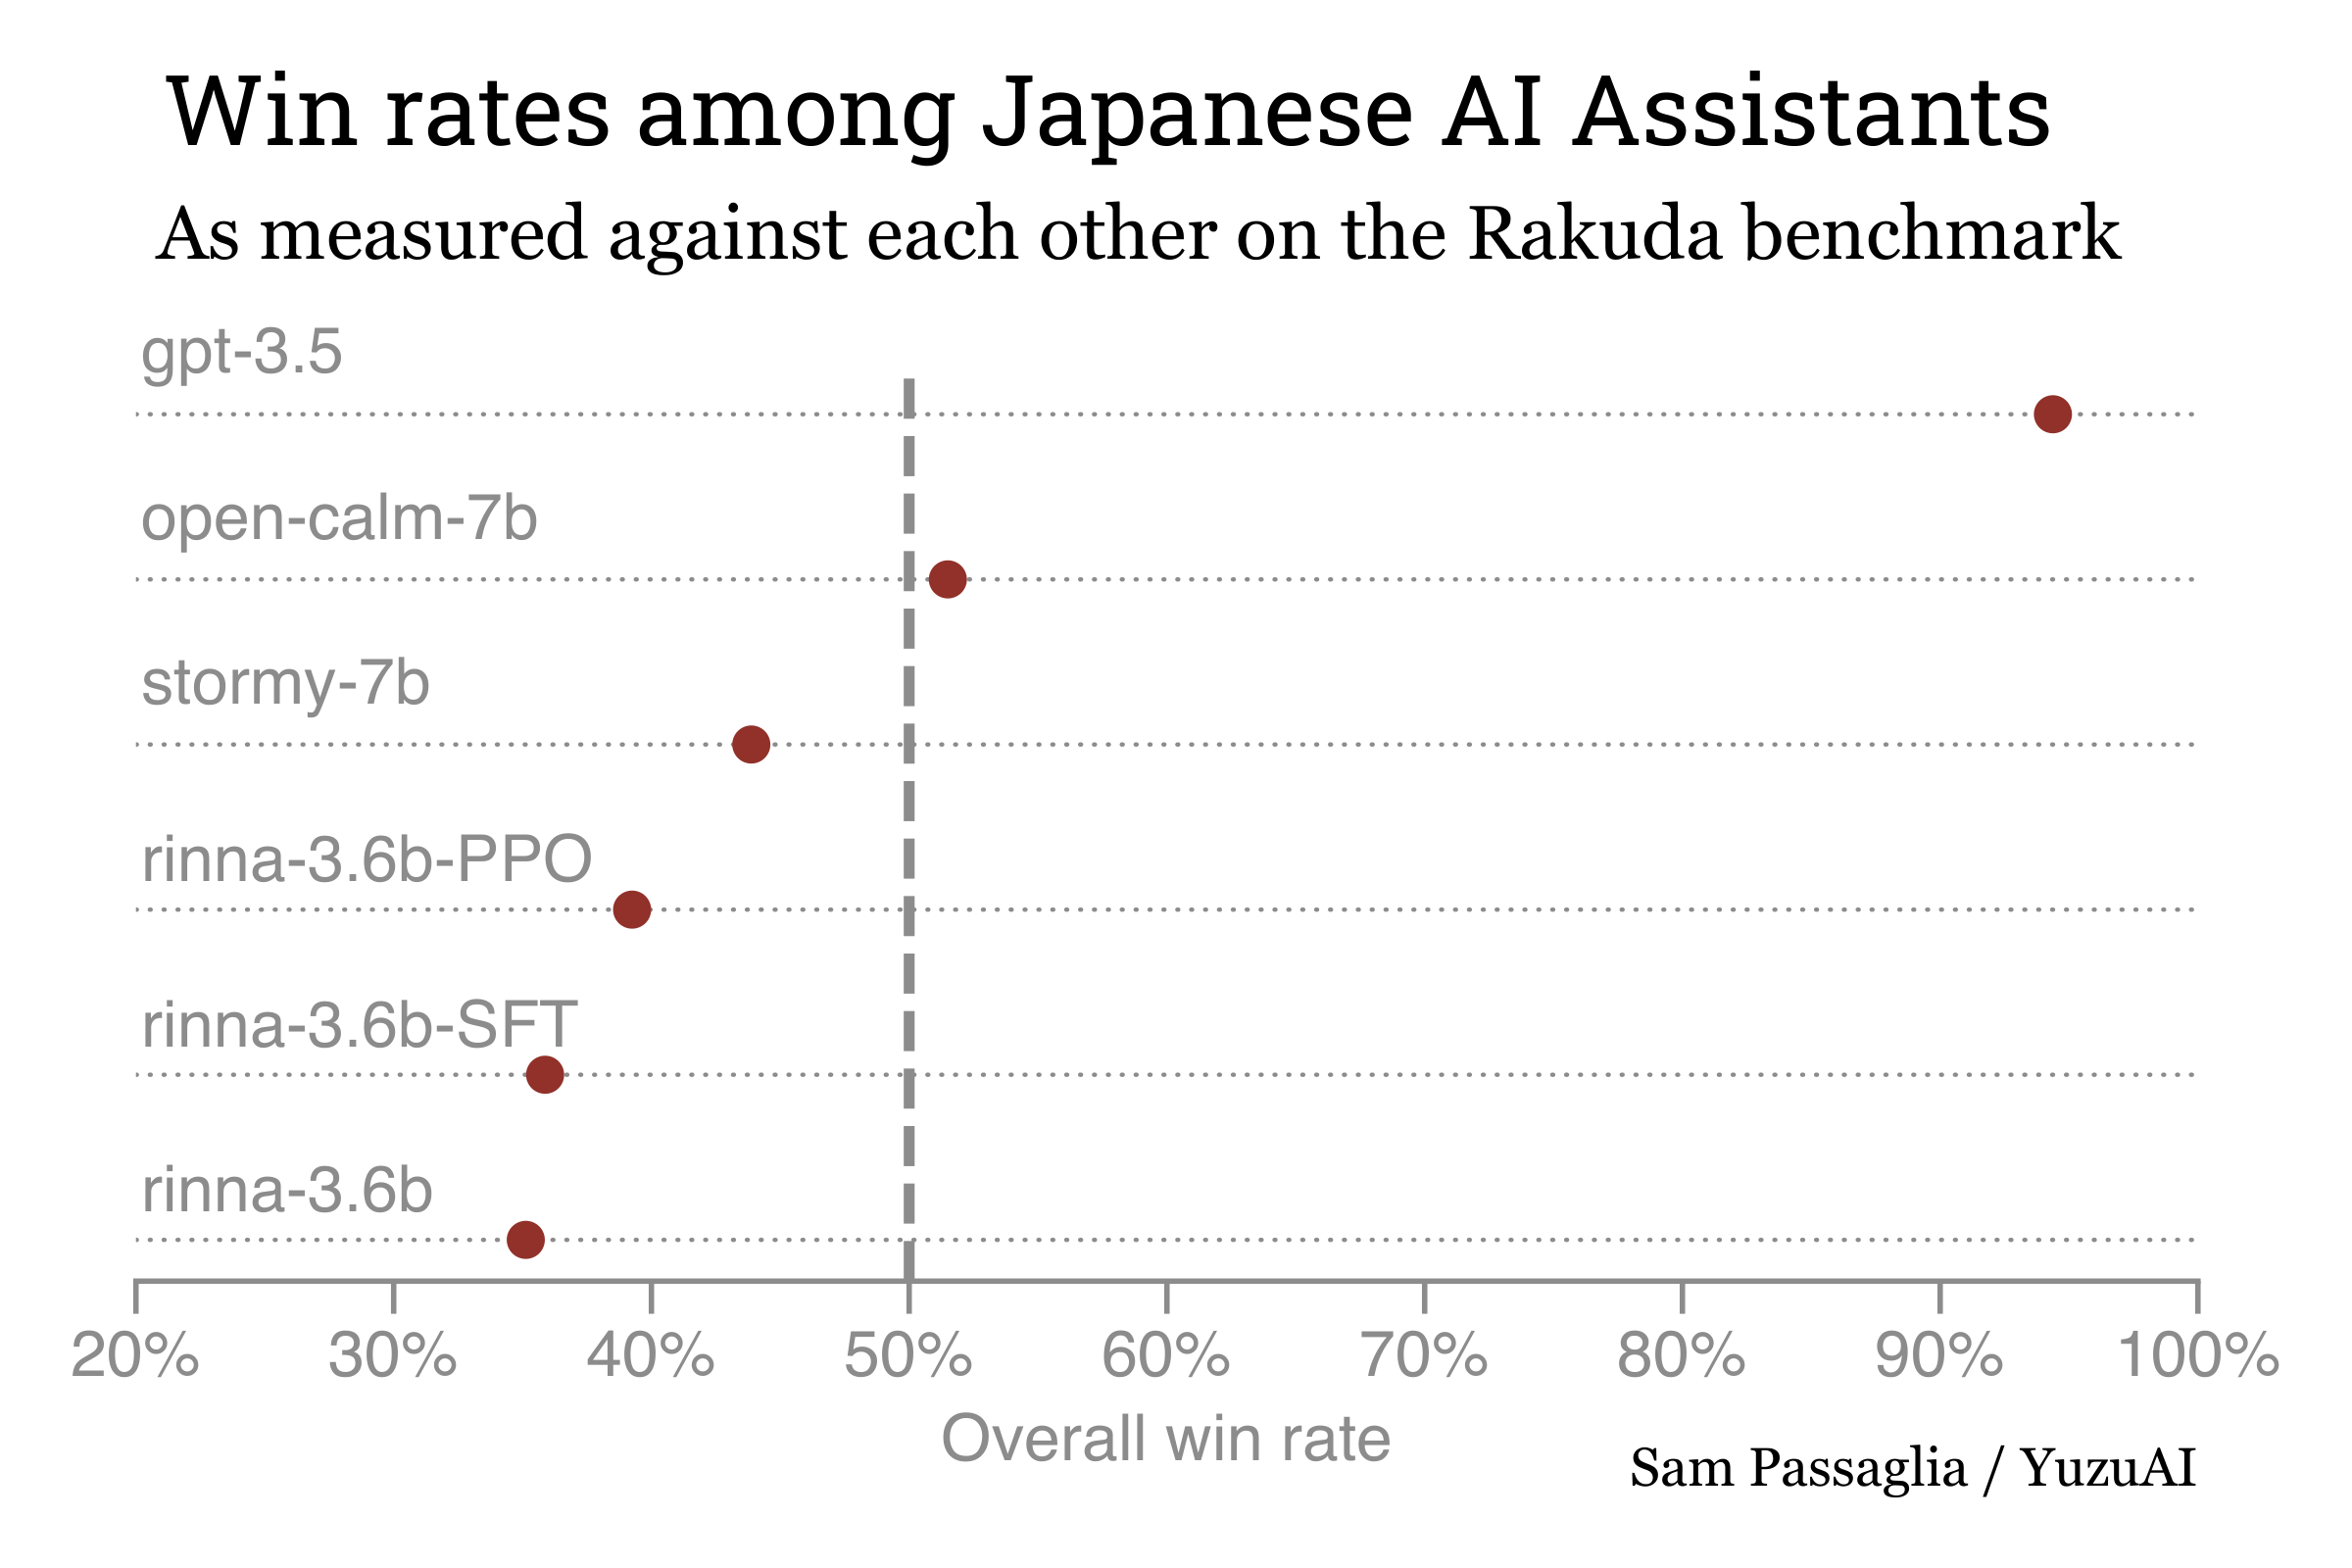 Win rates among Japanese AI Assistants
As measured against each other on the Rakuda benchmark
gpt-3.5
open-calm-7b
stormy-7b
rinna-3.6b-PPO
rinna-3.6b-SFT
rinna-3.6b
20% 30% 40% 50% 60% 70% 80% 90% 100%
Overall win rate
Sam Passaglia / YuzuAI